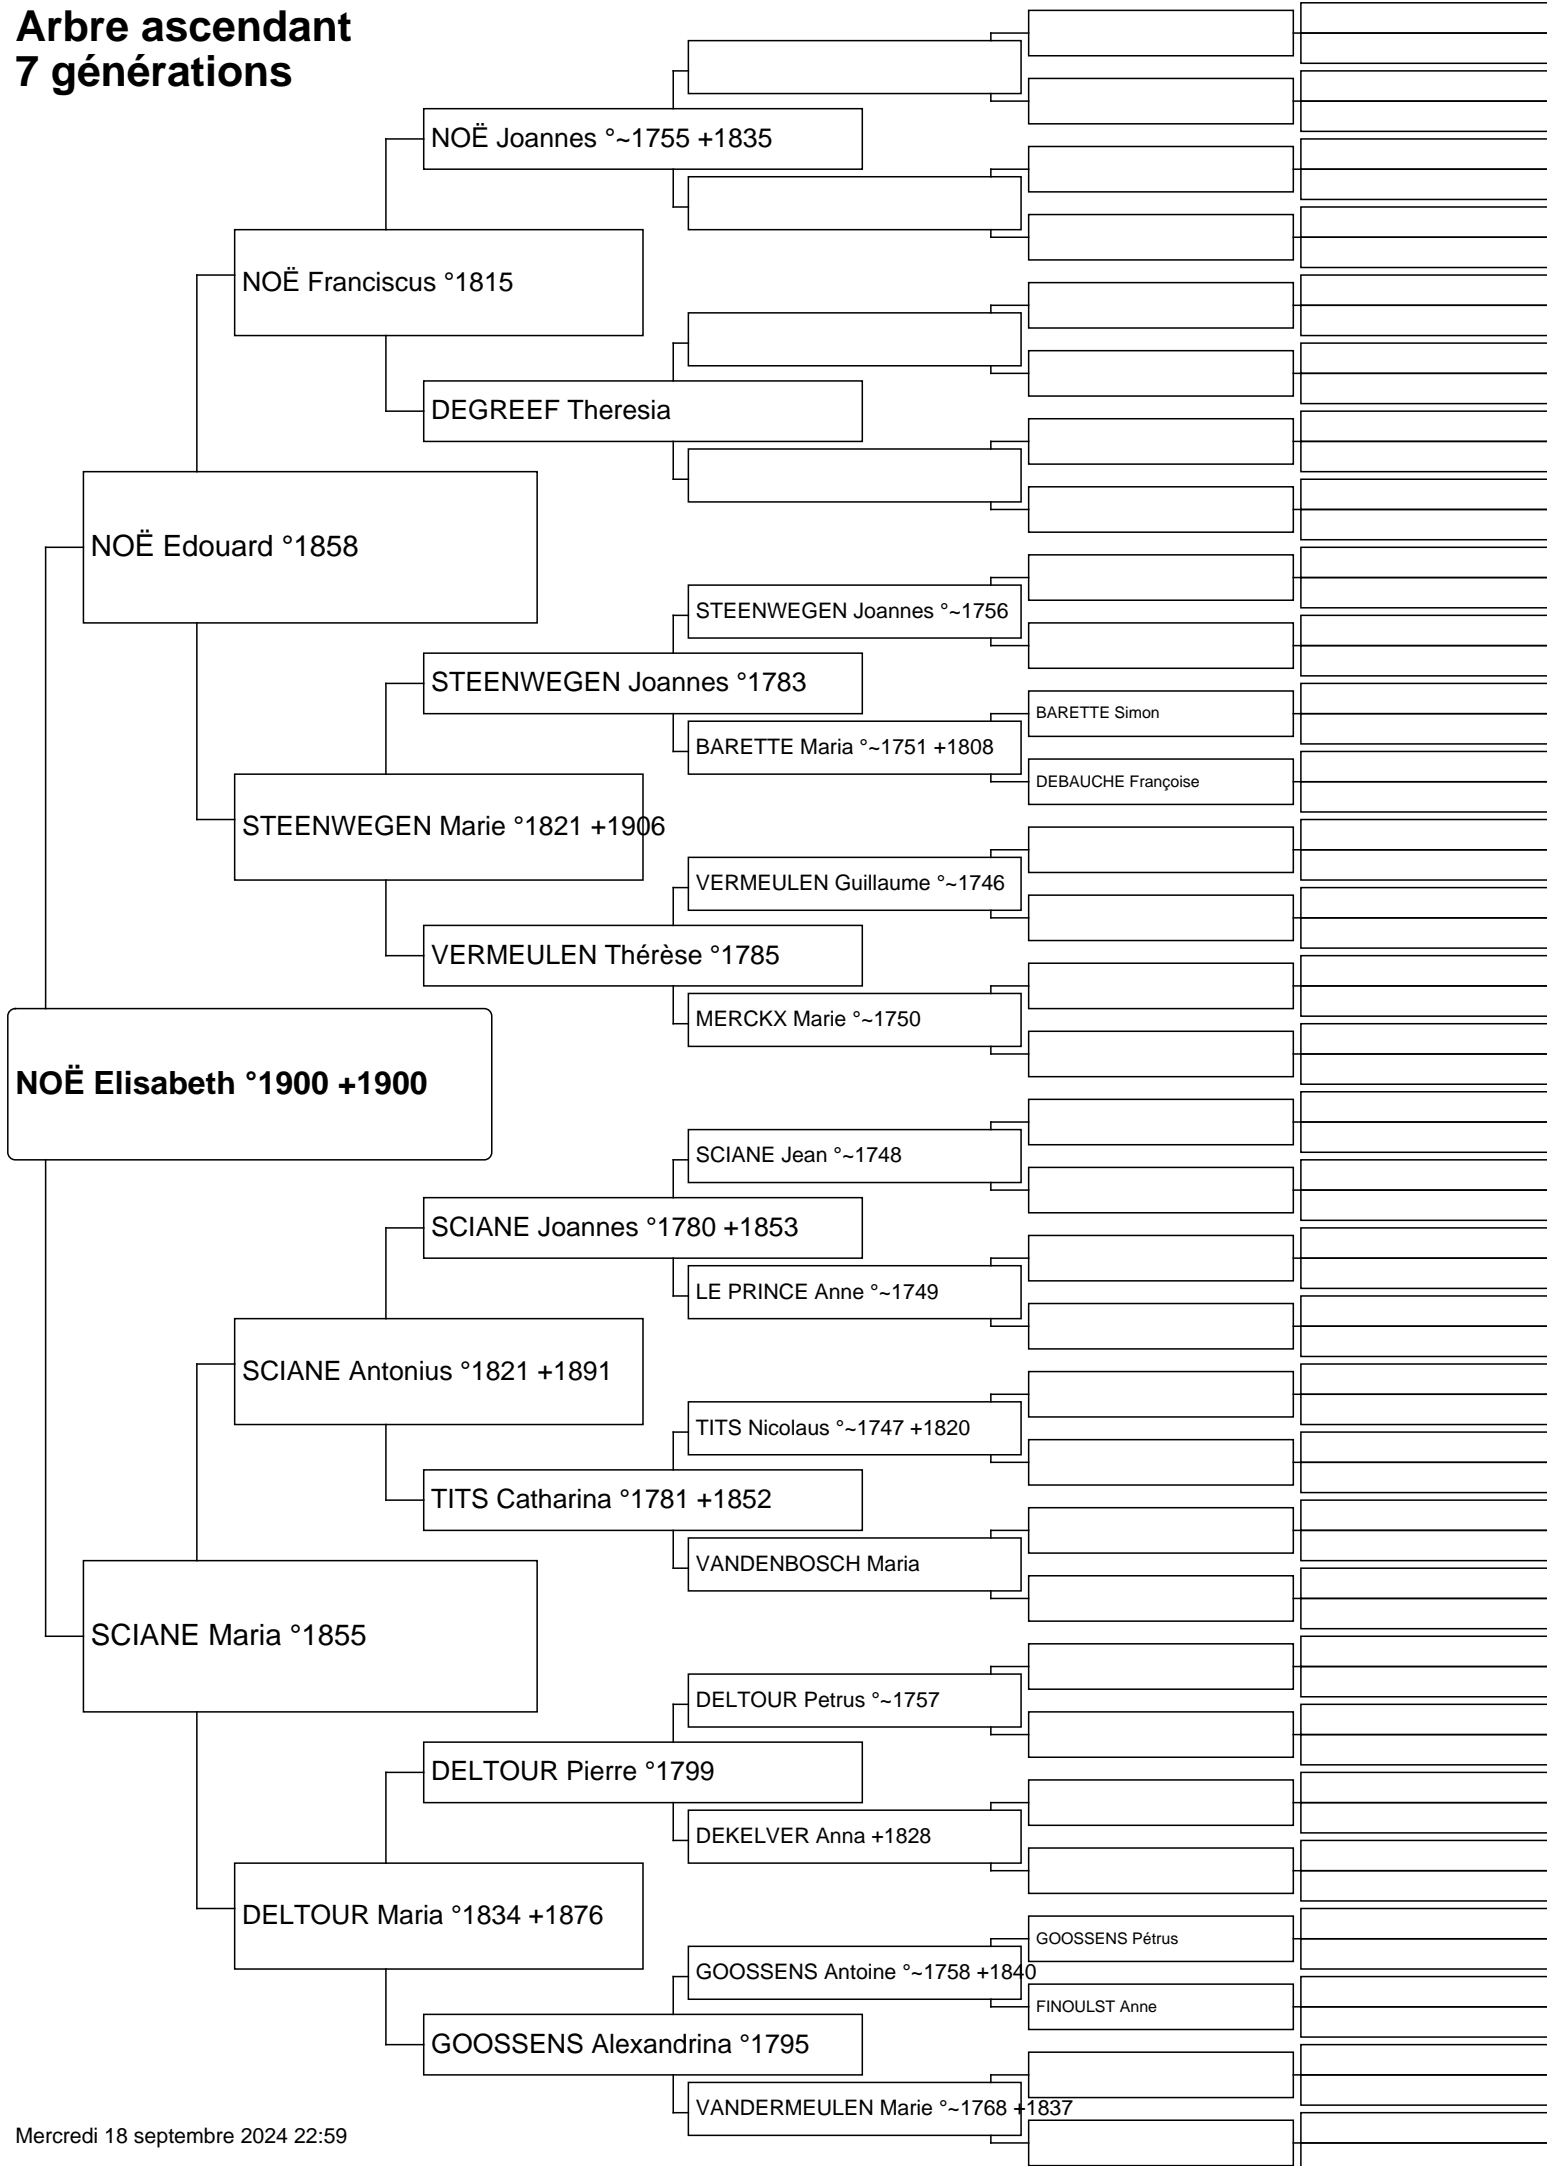 Arbre ascendant
7 générations
NOË Joannes °~1755 +1835
NOË Franciscus °1815
DEGREEF Theresia
NOË Edouard °1858
STEENWEGEN Joannes °~1756
STEENWEGEN Joannes °1783
BARETTE Simon
BARETTE Maria °~1751 +1808
DEBAUCHE Françoise
STEENWEGEN Marie °1821 +1906
VERMEULEN Guillaume °~1746
VERMEULEN Thérèse °1785
MERCKX Marie °~1750
NOË Elisabeth °1900 +1900
SCIANE Jean °~1748
SCIANE Joannes °1780 +1853
LE PRINCE Anne °~1749
SCIANE Antonius °1821 +1891
TITS Nicolaus °~1747 +1820
TITS Catharina °1781 +1852
VANDENBOSCH Maria
SCIANE Maria °1855
DELTOUR Petrus °~1757
DELTOUR Pierre °1799
DEKELVER Anna +1828
DELTOUR Maria °1834 +1876
GOOSSENS Pétrus
GOOSSENS Antoine °~1758 +1840
FINOULST Anne
GOOSSENS Alexandrina °1795
VANDERMEULEN Marie °~1768 +1837
Mercredi 18 septembre 2024 22:59